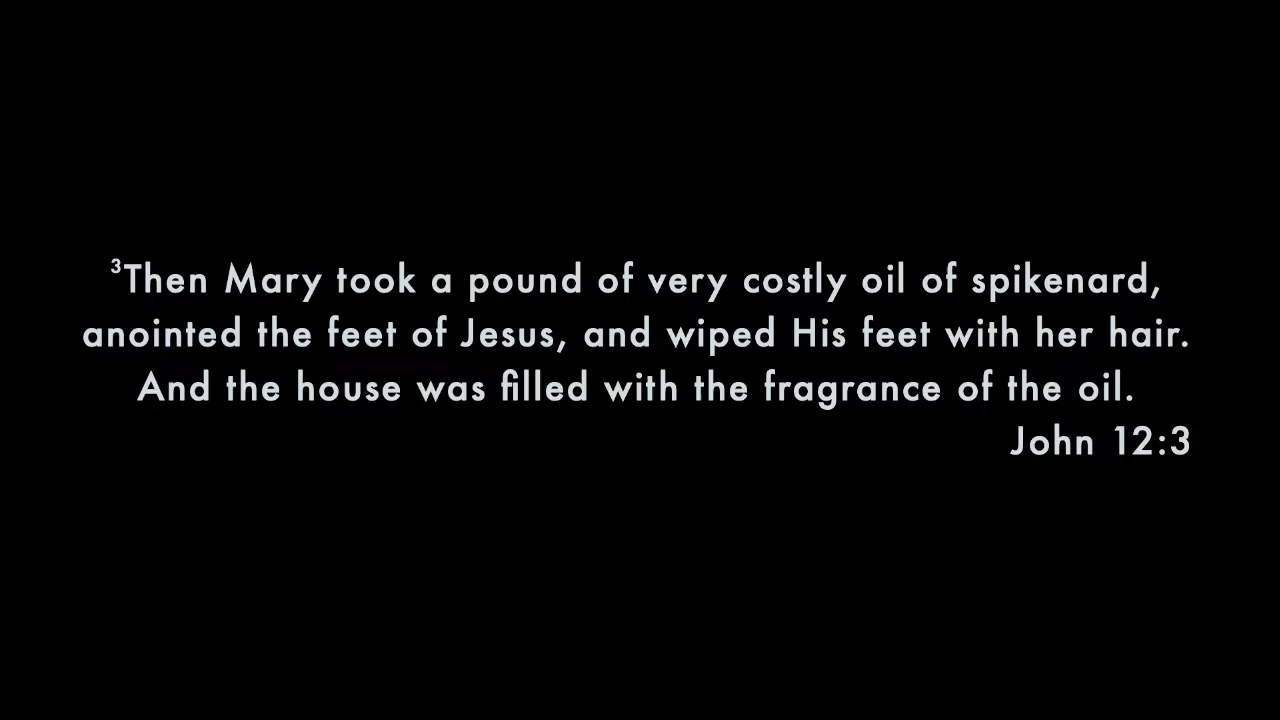 ³Then Mary took a pound of very costly oil of spikenard,
anointed the feet of Jesus, and wiped His feet with her hair.
And the house was filled with the fragrance of the oil.
John 12:3